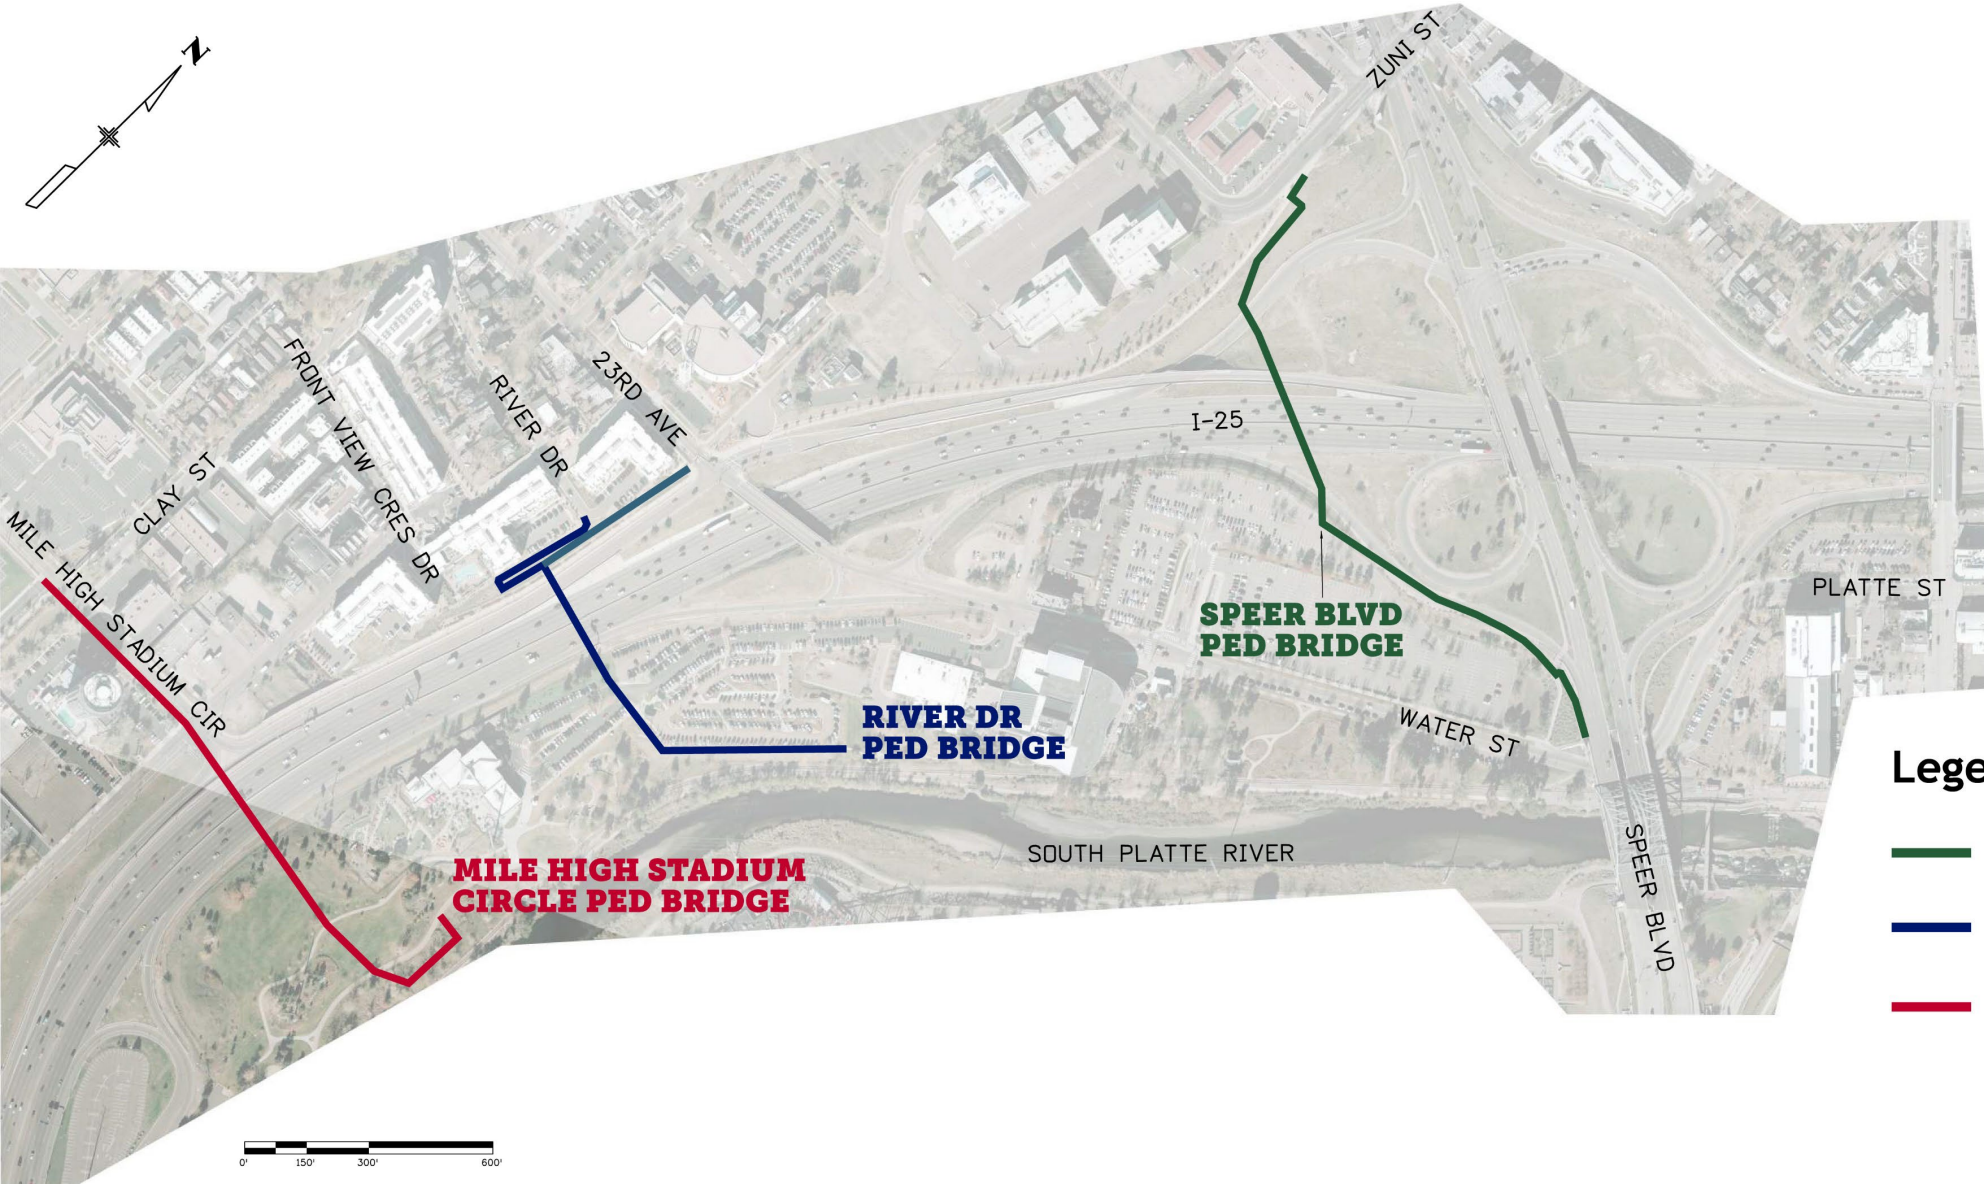 N
ZUNI ST
23RD AVE
FRONT VIEW CRES DR
RIVER DR
I-25
CLAY ST
MILE HIGH STADIUM CIR
PLATTE ST
SPEER BLVD
PED BRIDGE
RIVER DR
PED BRIDGE
WATER ST
Lege
SOUTH PLATTE RIVER
SPEER BLVD
MILE HIGH STADIUM
CIRCLE PED BRIDGE
0' 150' 300' 600'